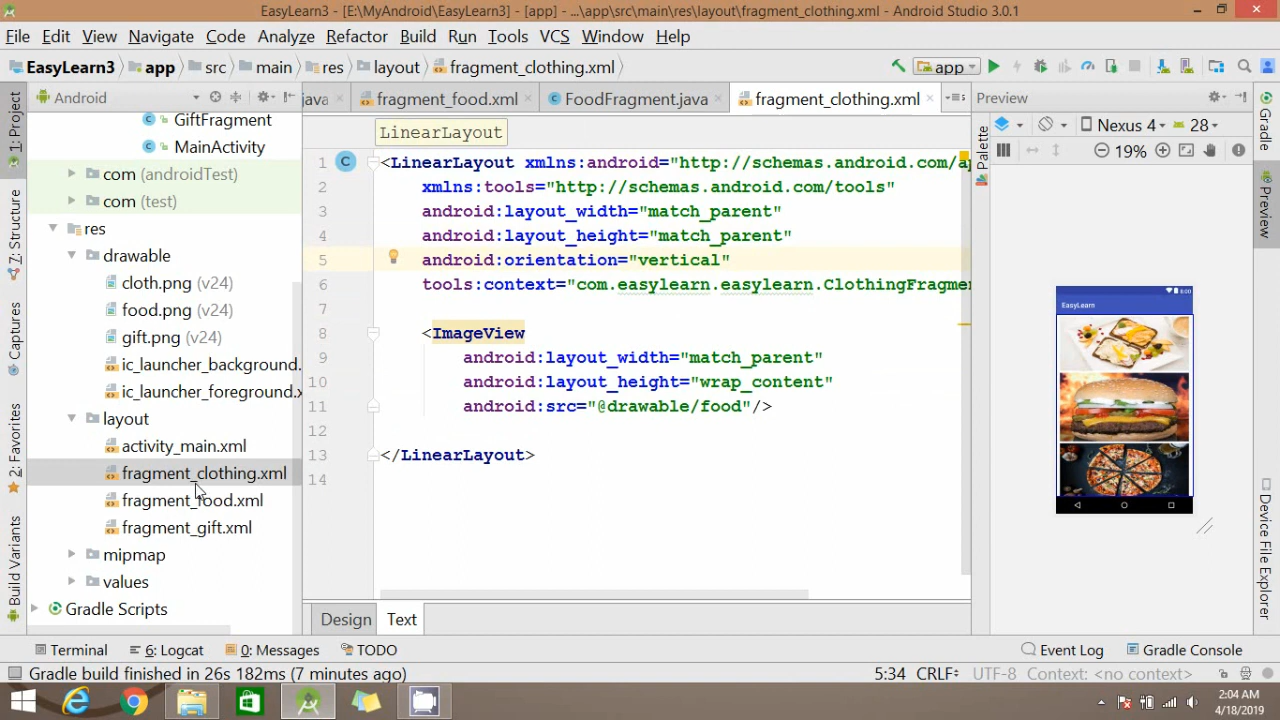 EasyLearn3 - [E:\MyAndroid\EasyLearn3] - [app] - ...\app\src\main\res\layout\fragment_clothing.xml - Android Studio 3.0.1
File Edit View Navigate Code Analyze Refactor Build Run Tools VCS Window Help
EasyLearn3 app src main res layout fragment_clothing.xml app
Android java fragment_food.xml FoodFragment.java fragment_clothing.xml Preview
GiftFragment
MainActivity
com (androidTest)
com (test)
res
drawable
cloth.png (v24)
food.png (v24)
gift.png (v24)
ic_launcher_background.
ic_launcher_foreground.x
layout
activity_main.xml
fragment_clothing.xml
fragment_food.xml
fragment_gift.xml
mipmap
values
Gradle Scripts
1: Project
Z: Structure
Captures
2: Favorites
Build Variants
LinearLayout
1 <LinearLayout xmlns:android="http://schemas.android.com/ap
2 xmlns:tools="http://schemas.android.com/tools"
3 android:layout_width="match_parent"
4 android:layout_height="match_parent"
5 android:orientation="vertical"
6 tools:context="com.easylearn.easylearn.ClothingFragmen
8 <ImageView
9 android:layout_width="match_parent"
10 android:layout_height="wrap_content"
11 android:src="@drawable/food"/>
12
13 </LinearLayout>
14
Design Text
Palette
Nexus 4 28
19%
8:00
EasyLearn
Gradle
Preview
Device File Explorer
Terminal 6: Logcat 0: Messages TODO Event Log Gradle Console
Gradle build finished in 26s 182ms (7 minutes ago) 5:34 CRLF UTF-8 Context: <no context>
2:04 AM
4/18/2019